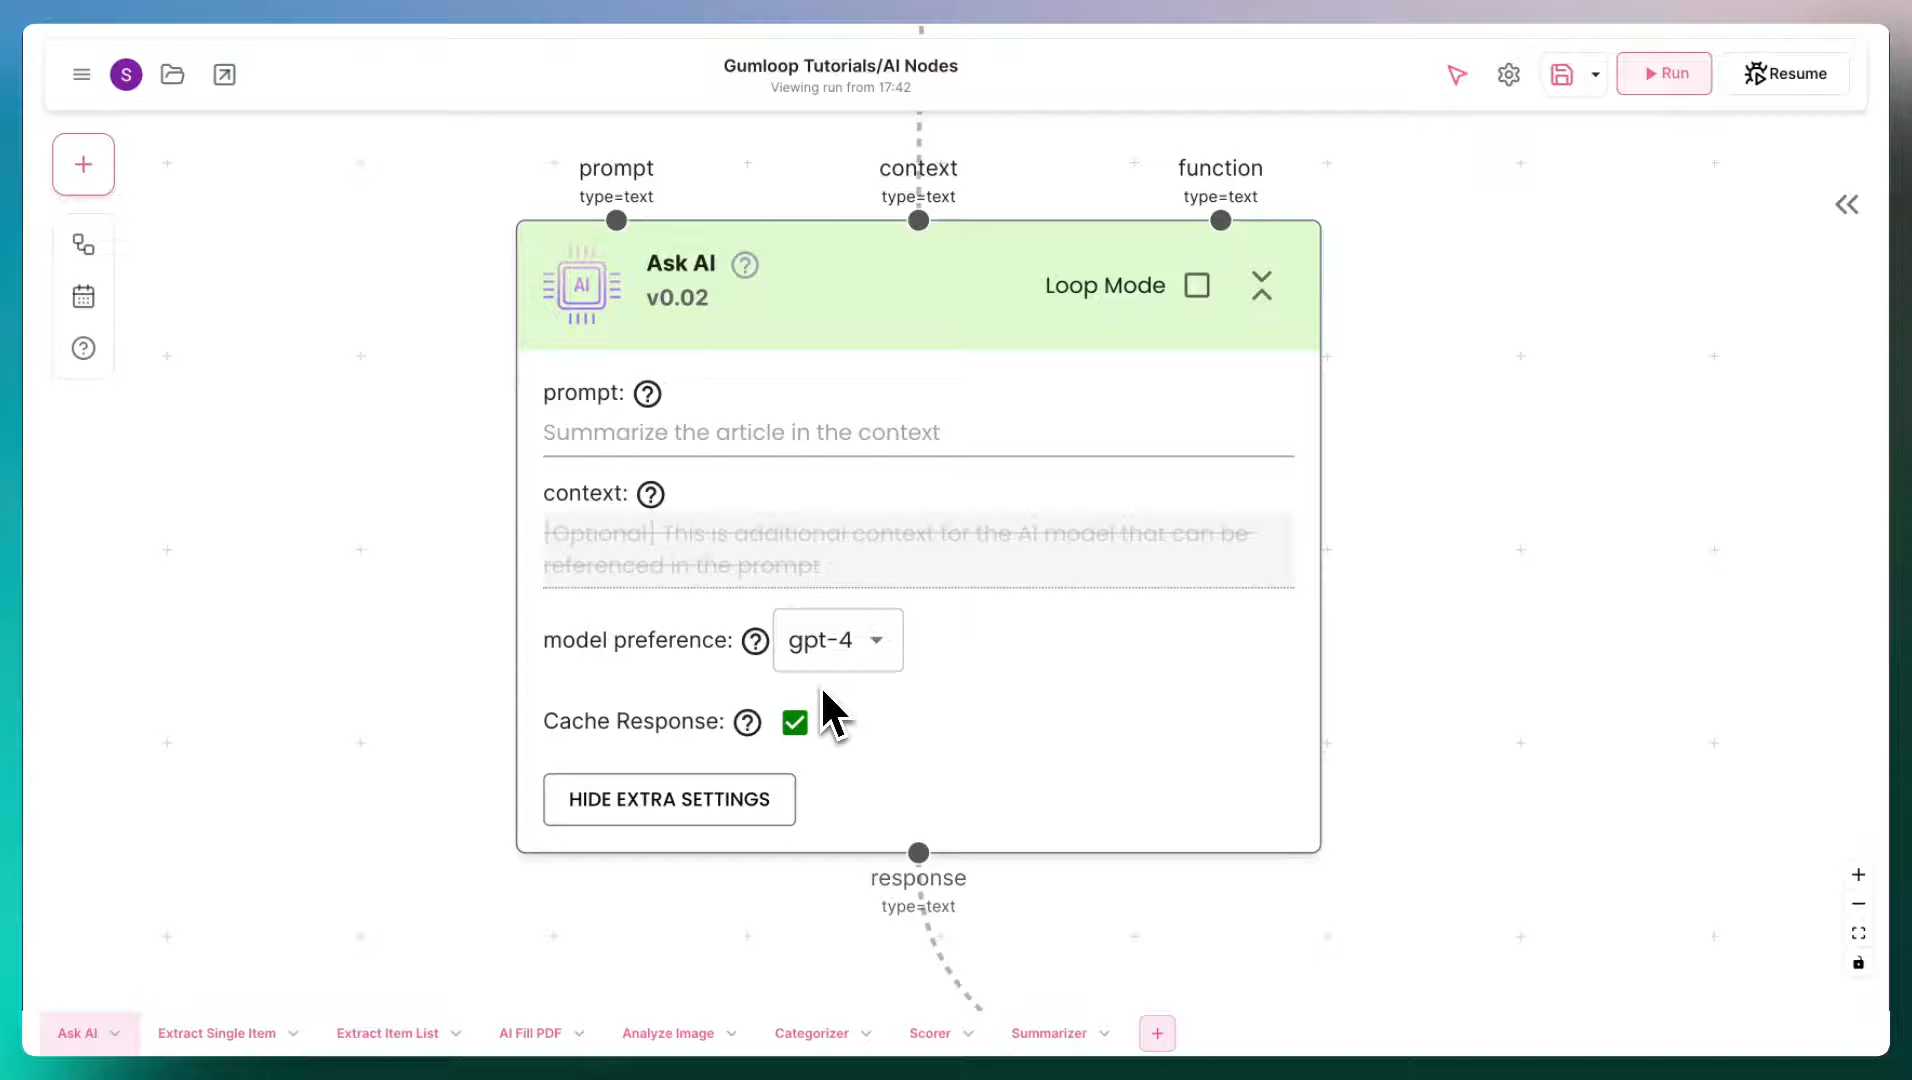 S
Gumloop Tutorials/AI Nodes
Viewing run from 17:42
Run
Resume
prompt
type=text
context
type=text
function
type=text
AI
Ask AI
v0.02
Loop Mode
prompt:
Summarize the article in the context
context:
[Optional] This is additional context for the AI model that can be
referenced in the prompt
model preference:
gpt-4
Cache Response:
HIDE EXTRA SETTINGS
response
type=text
Ask AI
Extract Single Item
Extract Item List
AI Fill PDF
Analyze Image
Categorizer
Scorer
Summarizer